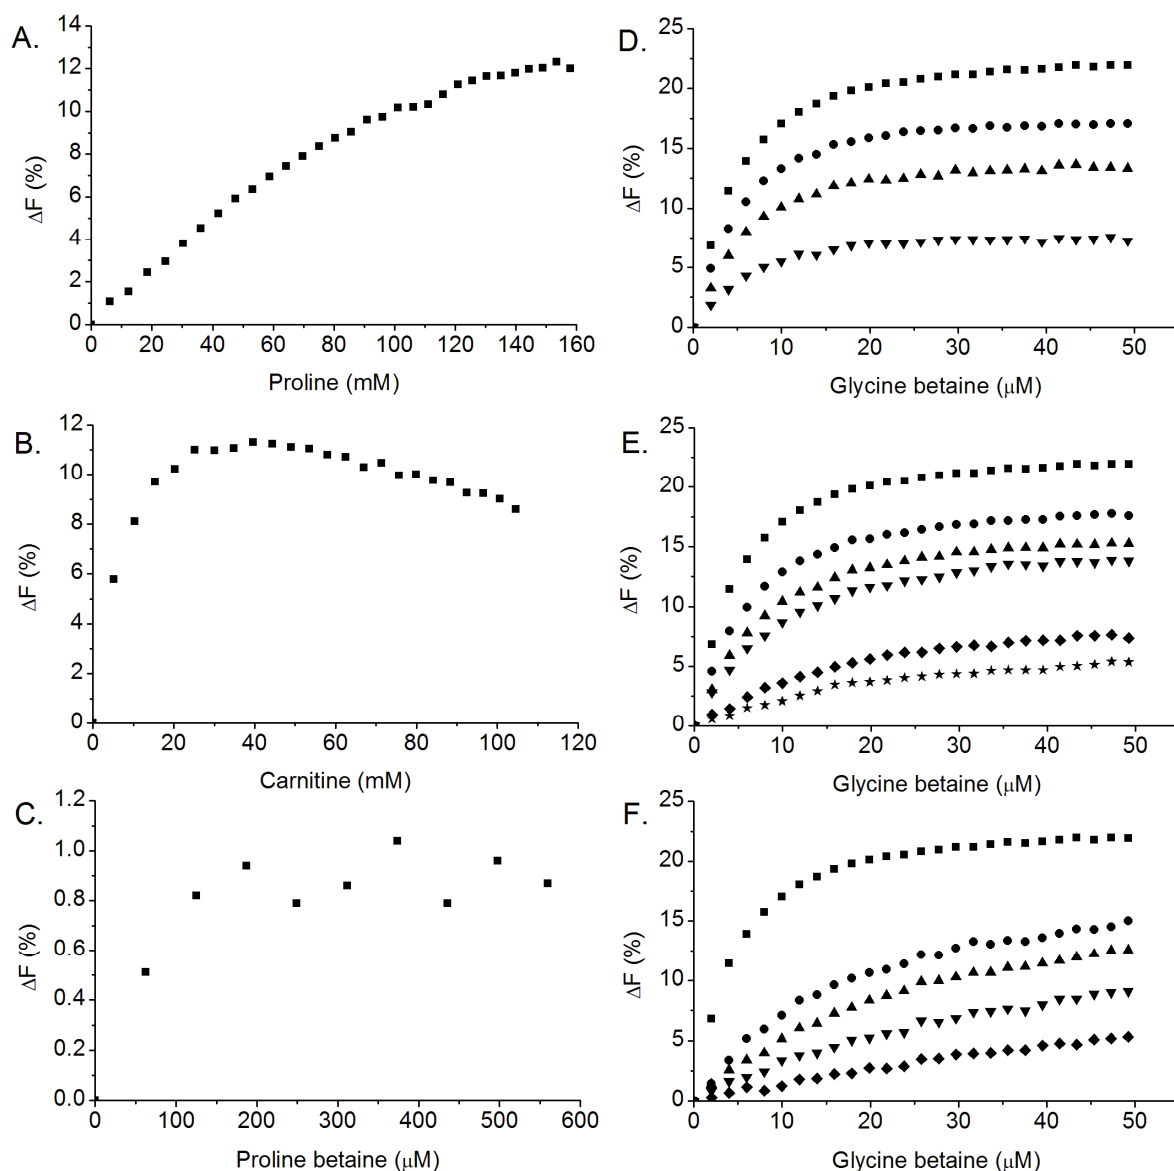 A.
14
12
10
8
6
4
2
0
ΔF (%)
0 20 40 60 80 100 120 140 160
Proline (mM)
B.
12
10
8
6
4
2
0
ΔF (%)
0 20 40 60 80 100 120
Carnitine (mM)
C.
1.2
1.0
0.8
0.6
0.4
0.2
0.0
ΔF (%)
0 100 200 300 400 500 600
Proline betaine (μM)
D.
25
20
15
10
5
0
ΔF (%)
0 10 20 30 40 50
Glycine betaine (μM)
E.
25
20
15
10
5
0
ΔF (%)
0 10 20 30 40 50
Glycine betaine (μM)
F.
25
20
15
10
5
0
ΔF (%)
0 10 20 30 40 50
Glycine betaine (μM)